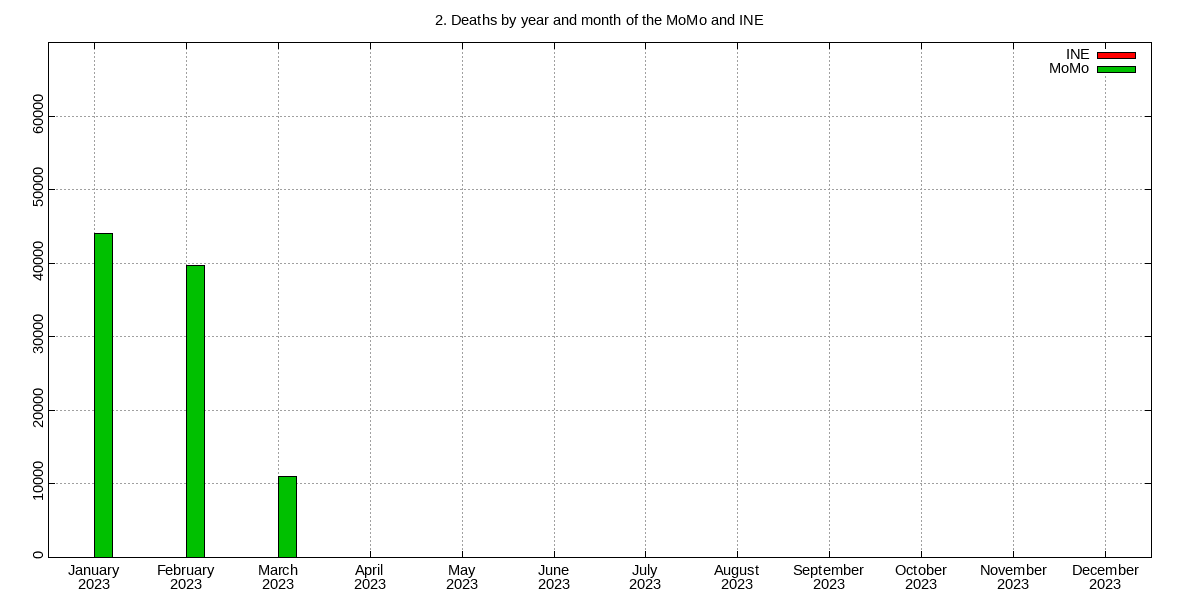 2. Deaths by year and month of the MoMo and INE
INE
MoMo
60000
50000
40000
30000
20000
10000
0
January February March April May June July August September October November December
2023 2023 2023 2023 2023 2023 2023 2023 2023 2023 2023 2023